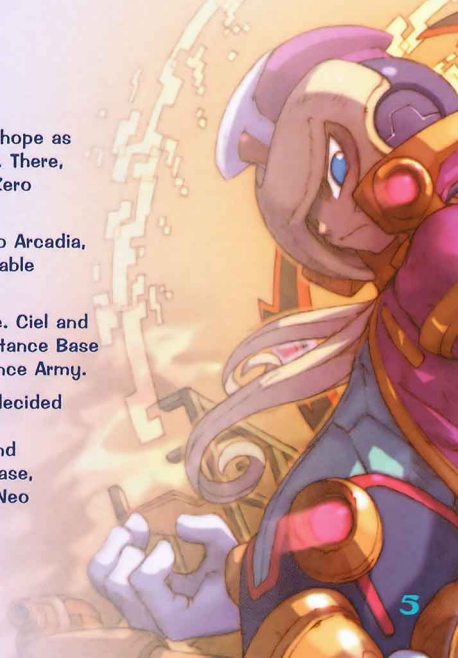 hope as
. There,
Zero
o Arcadia,
able
e. Ciel and
tance Base
nce Army.
decided
nd
ase,
Neo
5